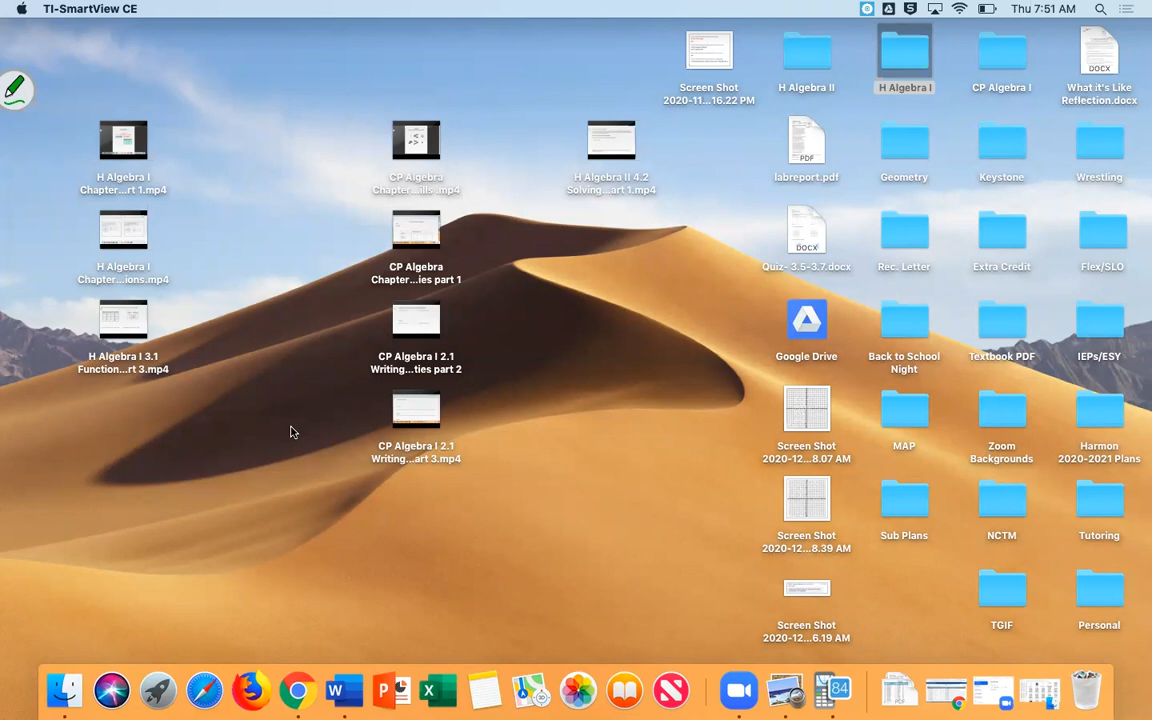 TI-SmartView CE
Thu 7:51 AM
Screen Shot
2020-11...16.22 PM
H Algebra II
H Algebra I
CP Algebra I
What it's Like
Reflection.docx
DOCX
H Algebra I
Chapter...rt 1.mp4
CP Algebra
Chapter...ills .mp4
H Algebra II 4.2
Solving...art 1.mp4
PDF
labreport.pdf
Geometry
Keystone
Wrestling
H Algebra I
Chapter...ions.mp4
CP Algebra
Chapter...ies part 1
DOCX
Quiz- 3.5-3.7.docx
Rec. Letter
Extra Credit
Flex/SLO
H Algebra I 3.1
Function...rt 3.mp4
CP Algebra I 2.1
Writing...ties part 2
Google Drive
Back to School
Night
Textbook PDF
IEPs/ESY
CP Algebra I 2.1
Writing...art 3.mp4
Screen Shot
2020-12...8.07 AM
MAP
Zoom
Backgrounds
Harmon
2020-2021 Plans
Screen Shot
2020-12...8.39 AM
Sub Plans
NCTM
Tutoring
Screen Shot
2020-12...6.19 AM
TGIF
Personal
84
PDF